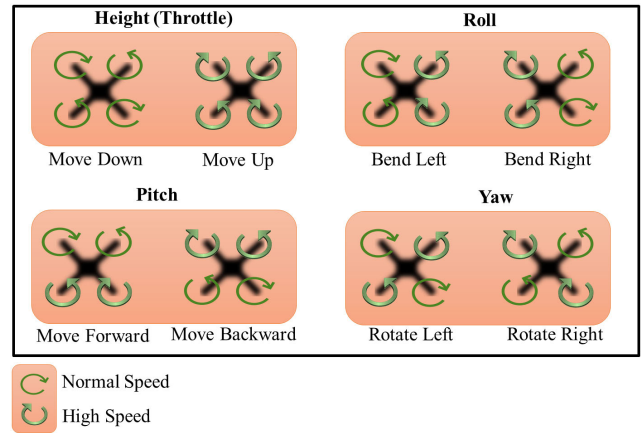 Height (Throttle)
Roll
Move Down
Move Up
Bend Left
Bend Right
Pitch
Yaw
Move Forward
Move Backward
Rotate Left
Rotate Right
Normal Speed
High Speed